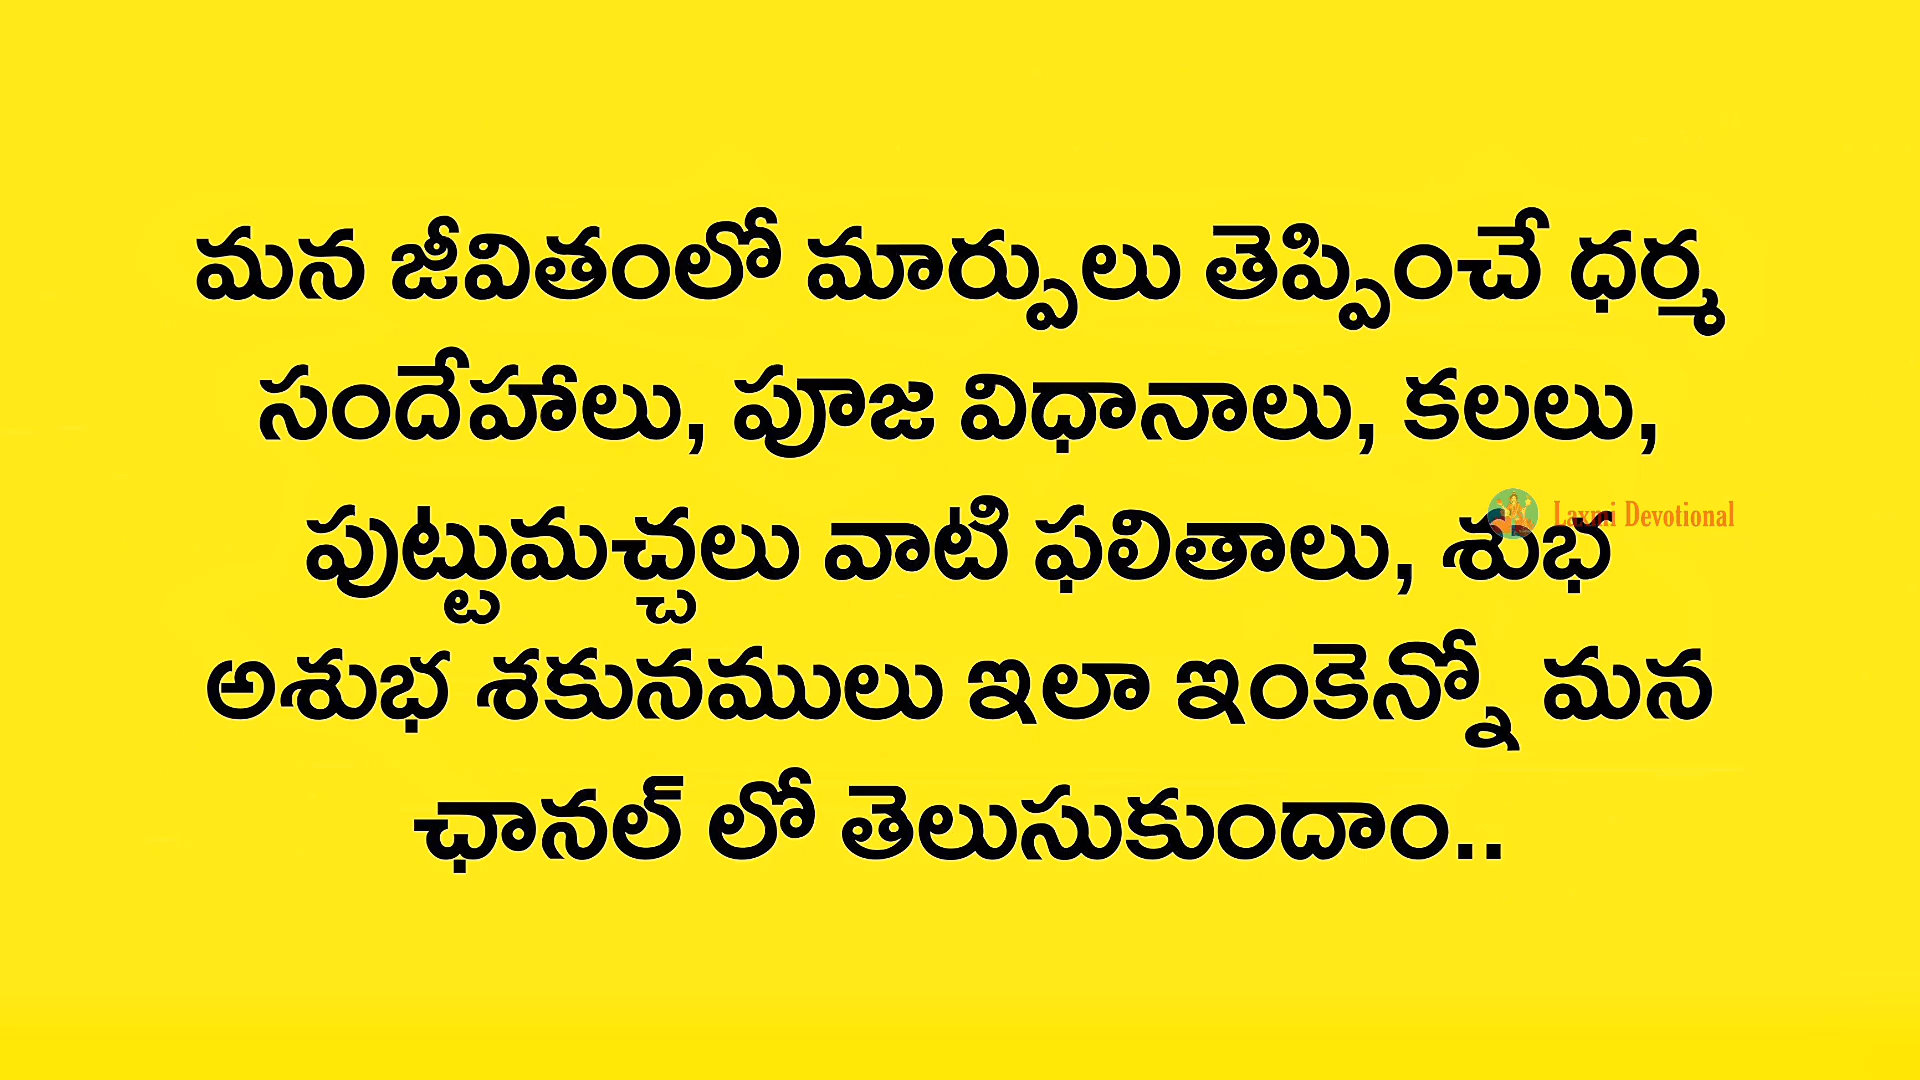 మన జీవితంలో మార్పులు తెప్పించే ధర్మ
సందేహాలు, పూజ విధానాలు, కలలు,
పుట్టుమచ్చలు వాటి ఫలితాలు, శుభ
Laxmi Devotional
అశుభ శకునములు ఇలా ఇంకెన్నో మన
ఛానల్ లో తెలుసుకుందాం..